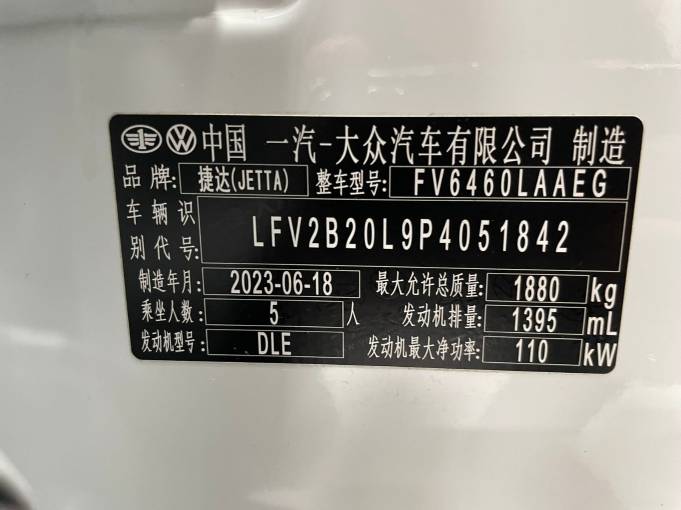 中国 一汽-大众汽车有限公司 制造
品牌: 捷达(JETTA) 整车型号: FV6460LAAEG
车辆识别代号: LFV2B20L9P4051842
制造年月: 2023-06-18 最大允许总质量: 1880 kg
乘坐人数: 5 人 发动机排量: 1395 mL
发动机型号: DLE 发动机最大净功率: 110 kW